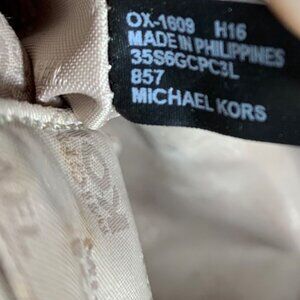 OX-1609 H16
MADE IN PHILIPPINES
35S6GCPC3L
857
MICHAEL KORS